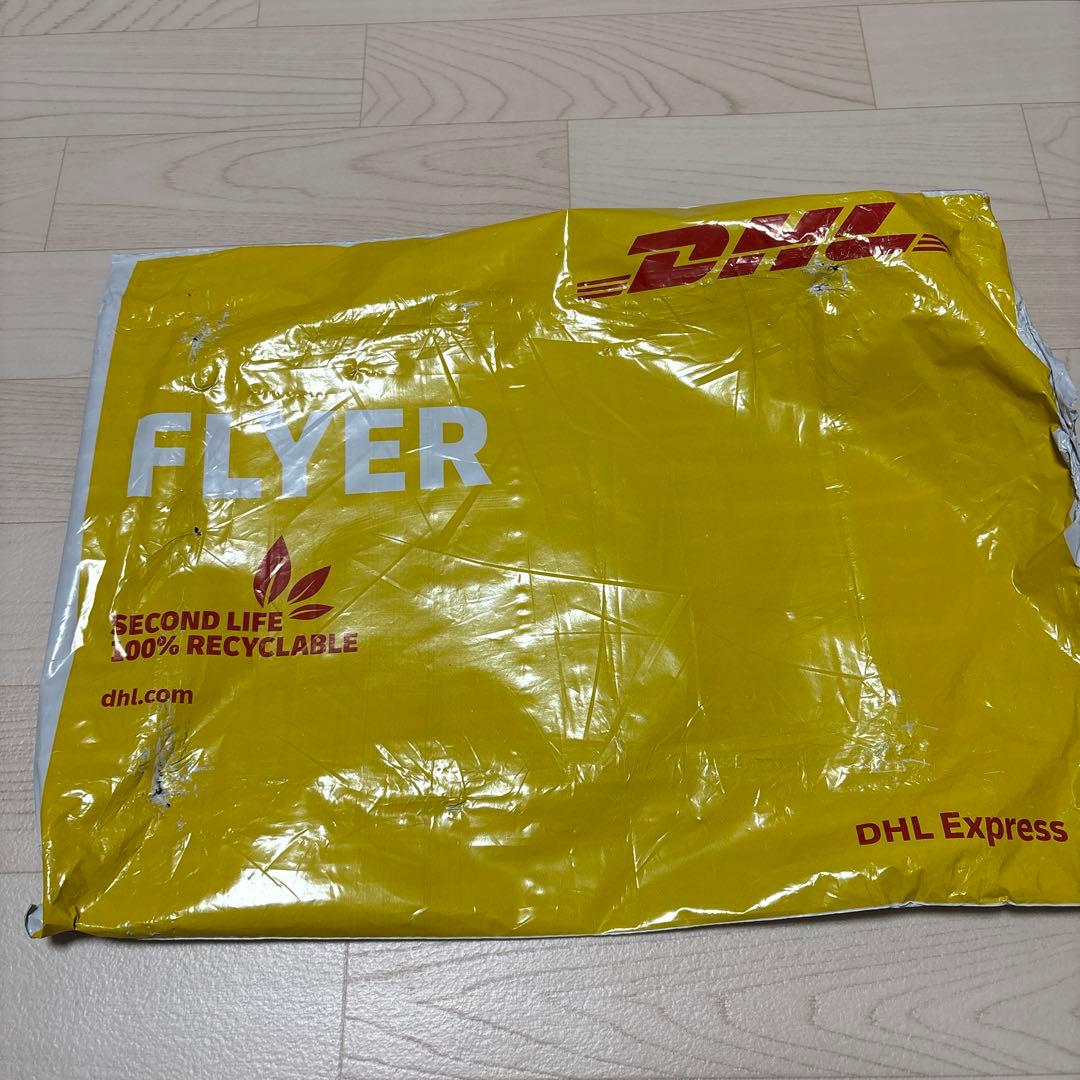 DHL
FLYER
SECOND LIFE
100% RECYCLABLE
dhl.com
DHL Express